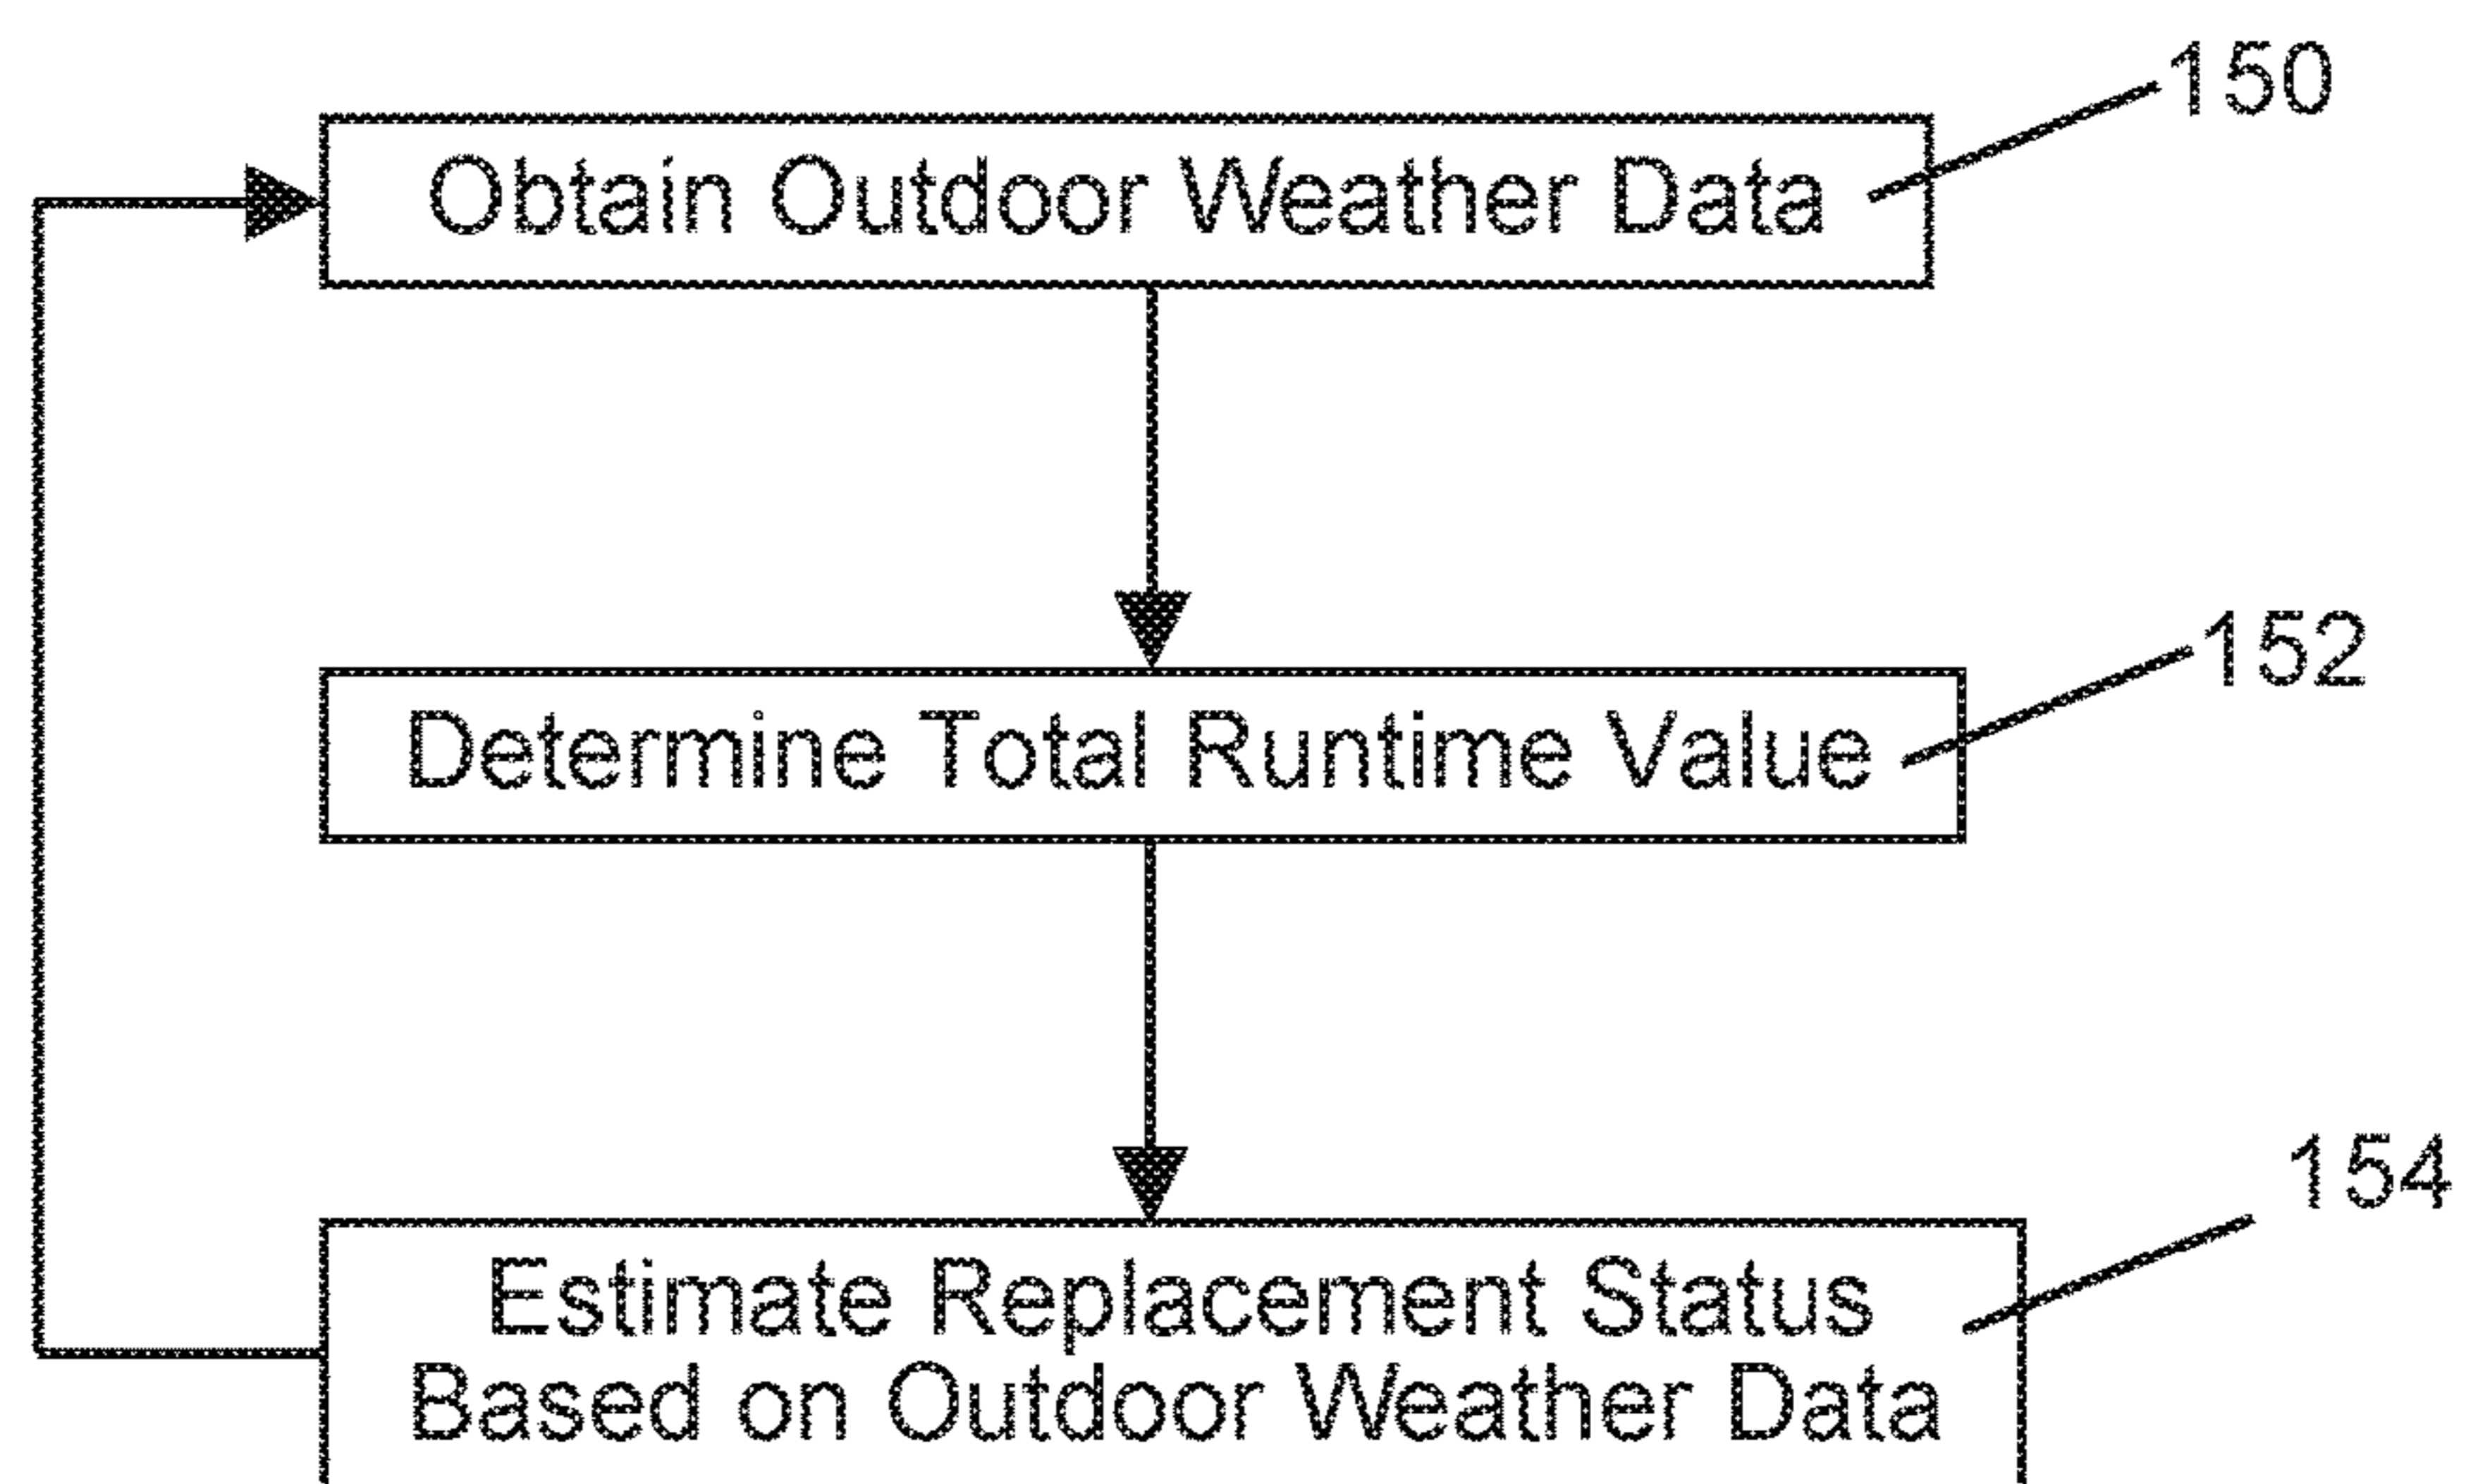 150
Obtain Outdoor Weather Data
152
Determine Total Runtime Value
154
Estimate Replacement Status
Based on Outdoor Weather Data